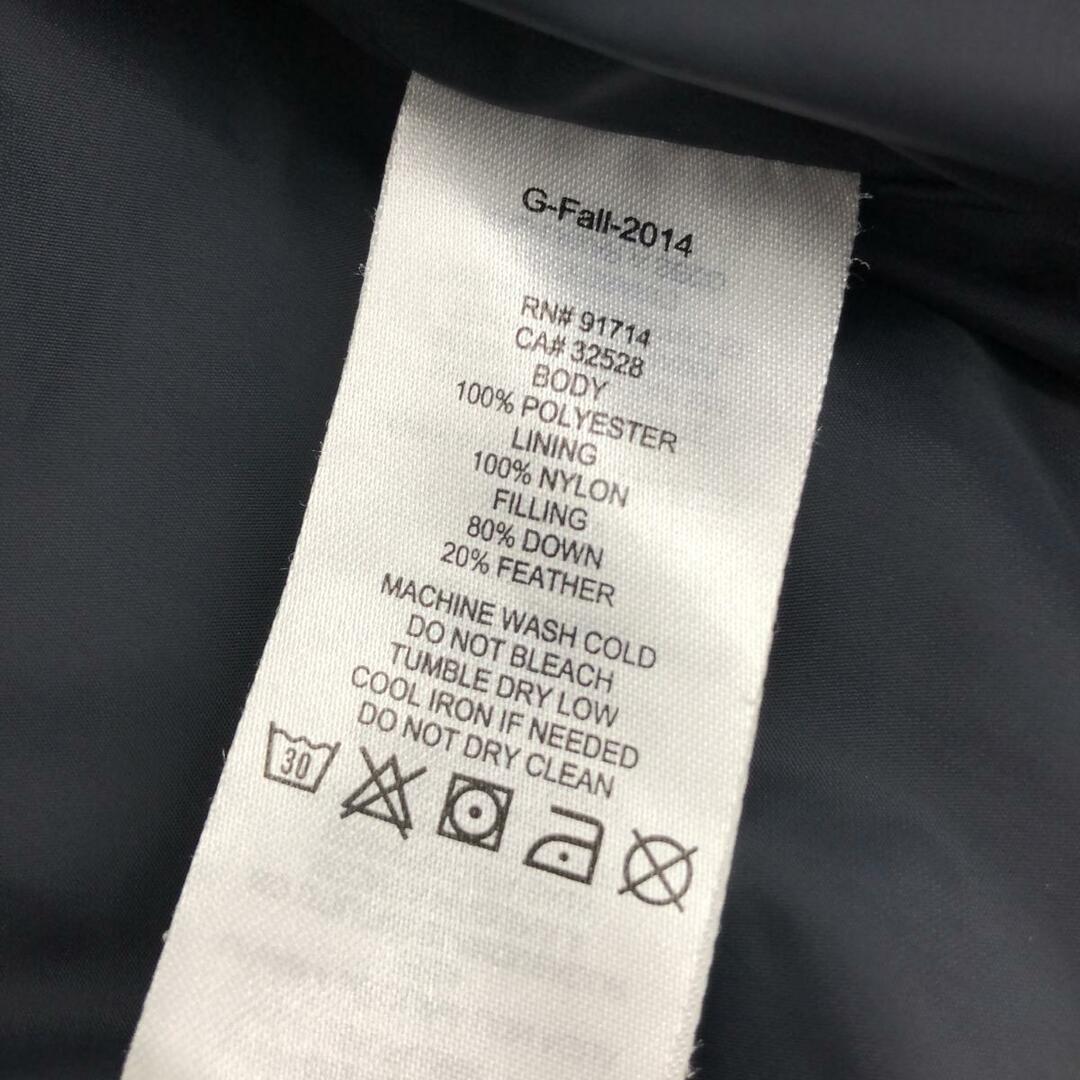 G-Fall-2014
RN# 91714
CA# 32528
BODY
100% POLYESTER
LINING
100% NYLON
FILLING
80% DOWN
20% FEATHER
MACHINE WASH COLD
DO NOT BLEACH
TUMBLE DRY LOW
COOL IRON IF NEEDED
DO NOT DRY CLEAN
30